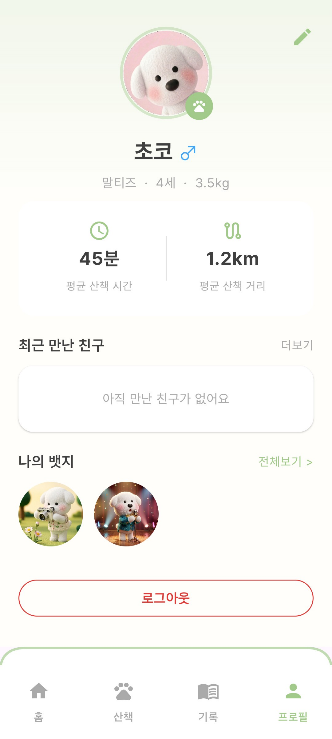 초코
말티즈 · 4세 · 3.5kg
45분
1.2km
평균 산책 시간
평균 산책 거리
최근 만난 친구
더보기
아직 만난 친구가 없어요
나의 뱃지
전체보기 >
로그아웃
홈
산책
기록
프로필